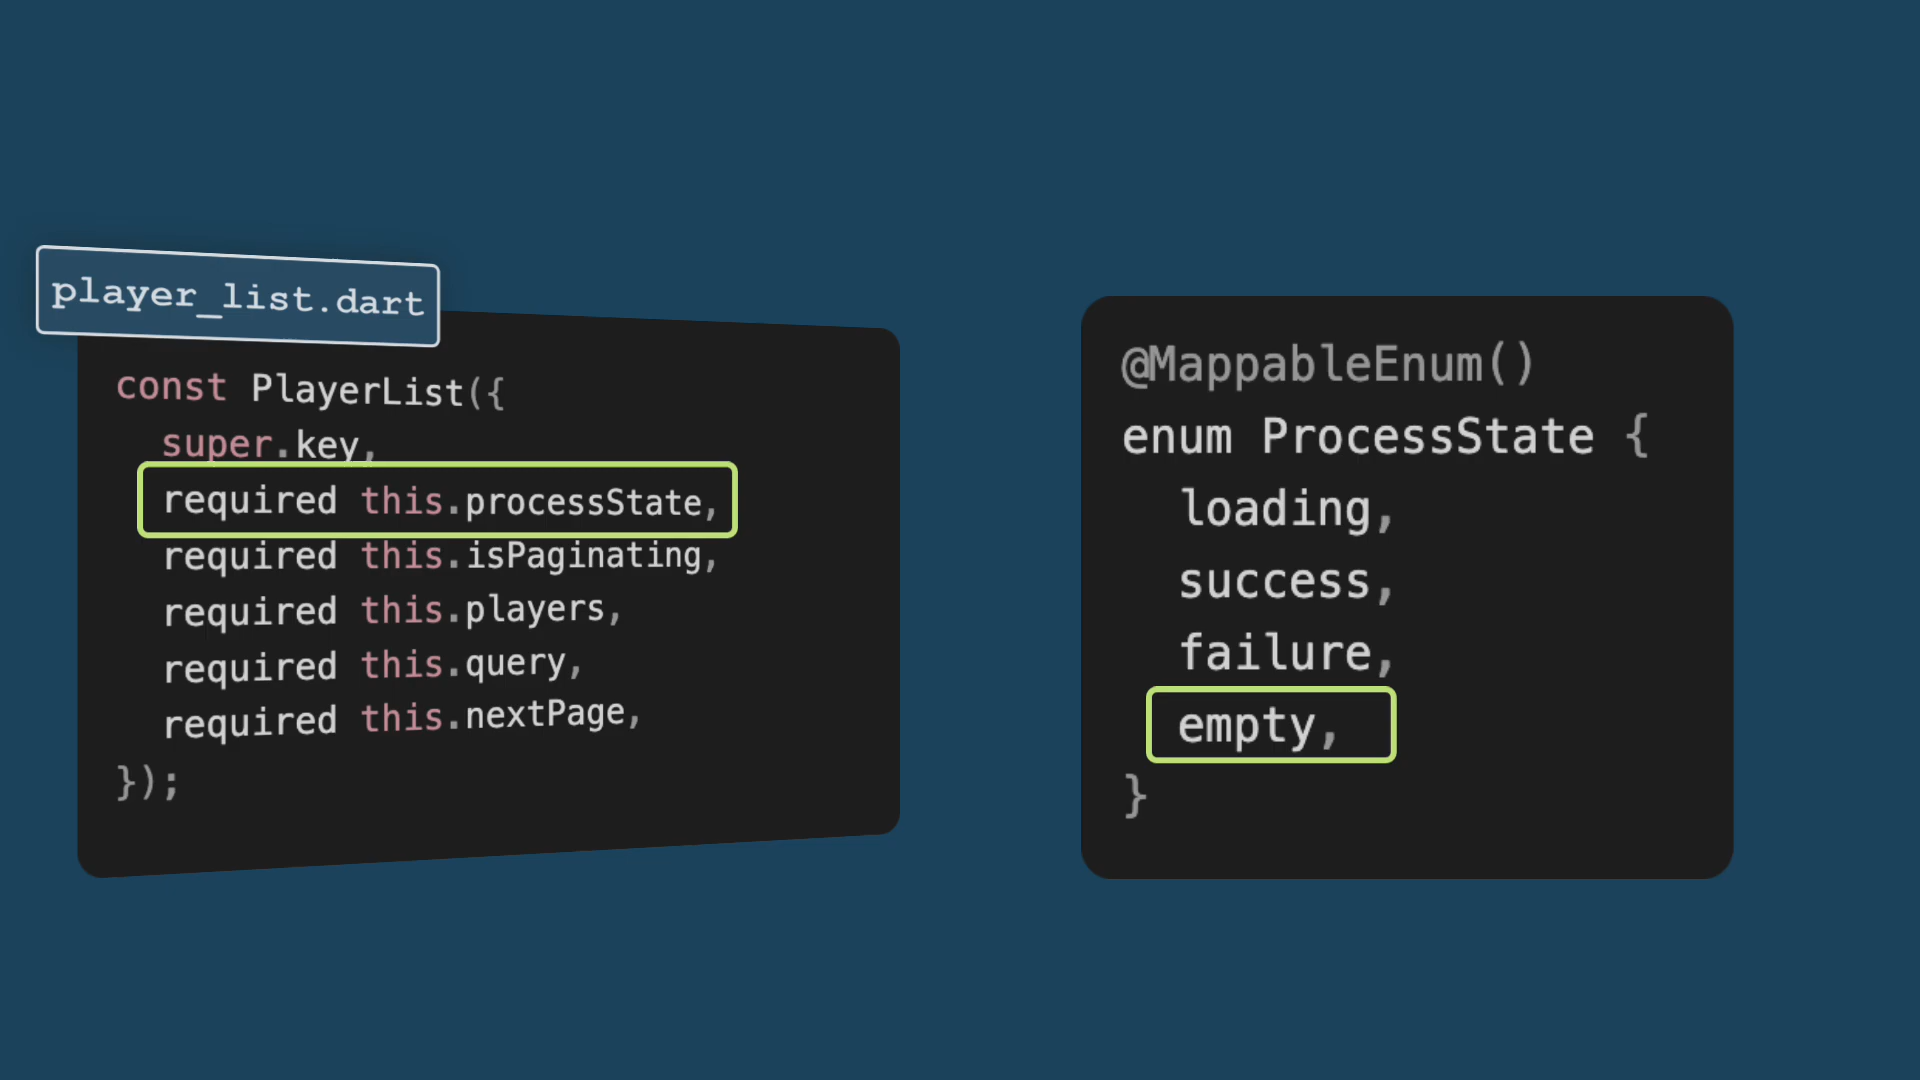 player_list.dart
const PlayerList({
super.key,
required this.processState,
required this.isPaginating,
required this.players,
required this.query,
required this.nextPage,
});
@MappableEnum()
enum ProcessState {
loading,
success,
failure,
empty,
}